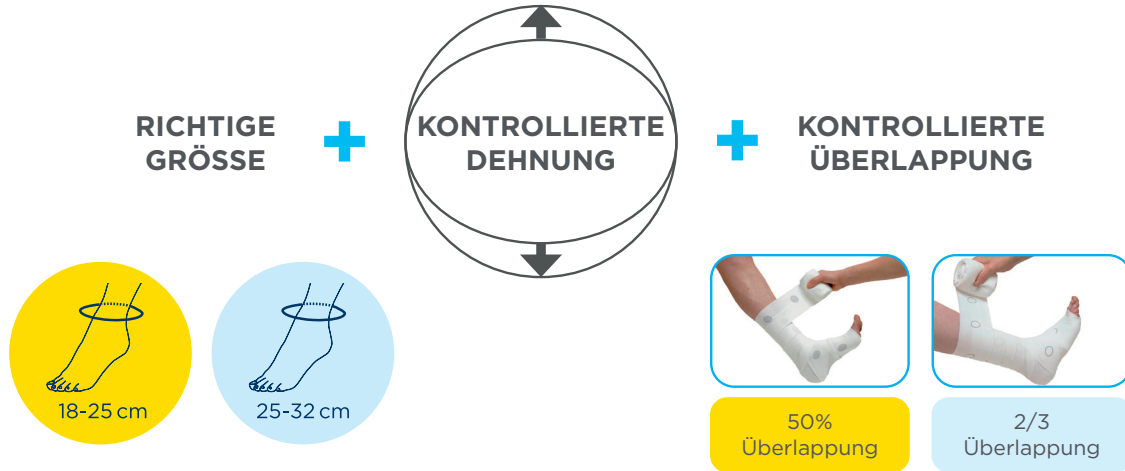 RICHTIGE
GRÖSSE
+
KONTROLLIERTE
DEHNUNG
+
KONTROLLIERTE
ÜBERLAPPUNG
18-25 cm
25-32 cm
50%
Überlappung
2/3
Überlappung